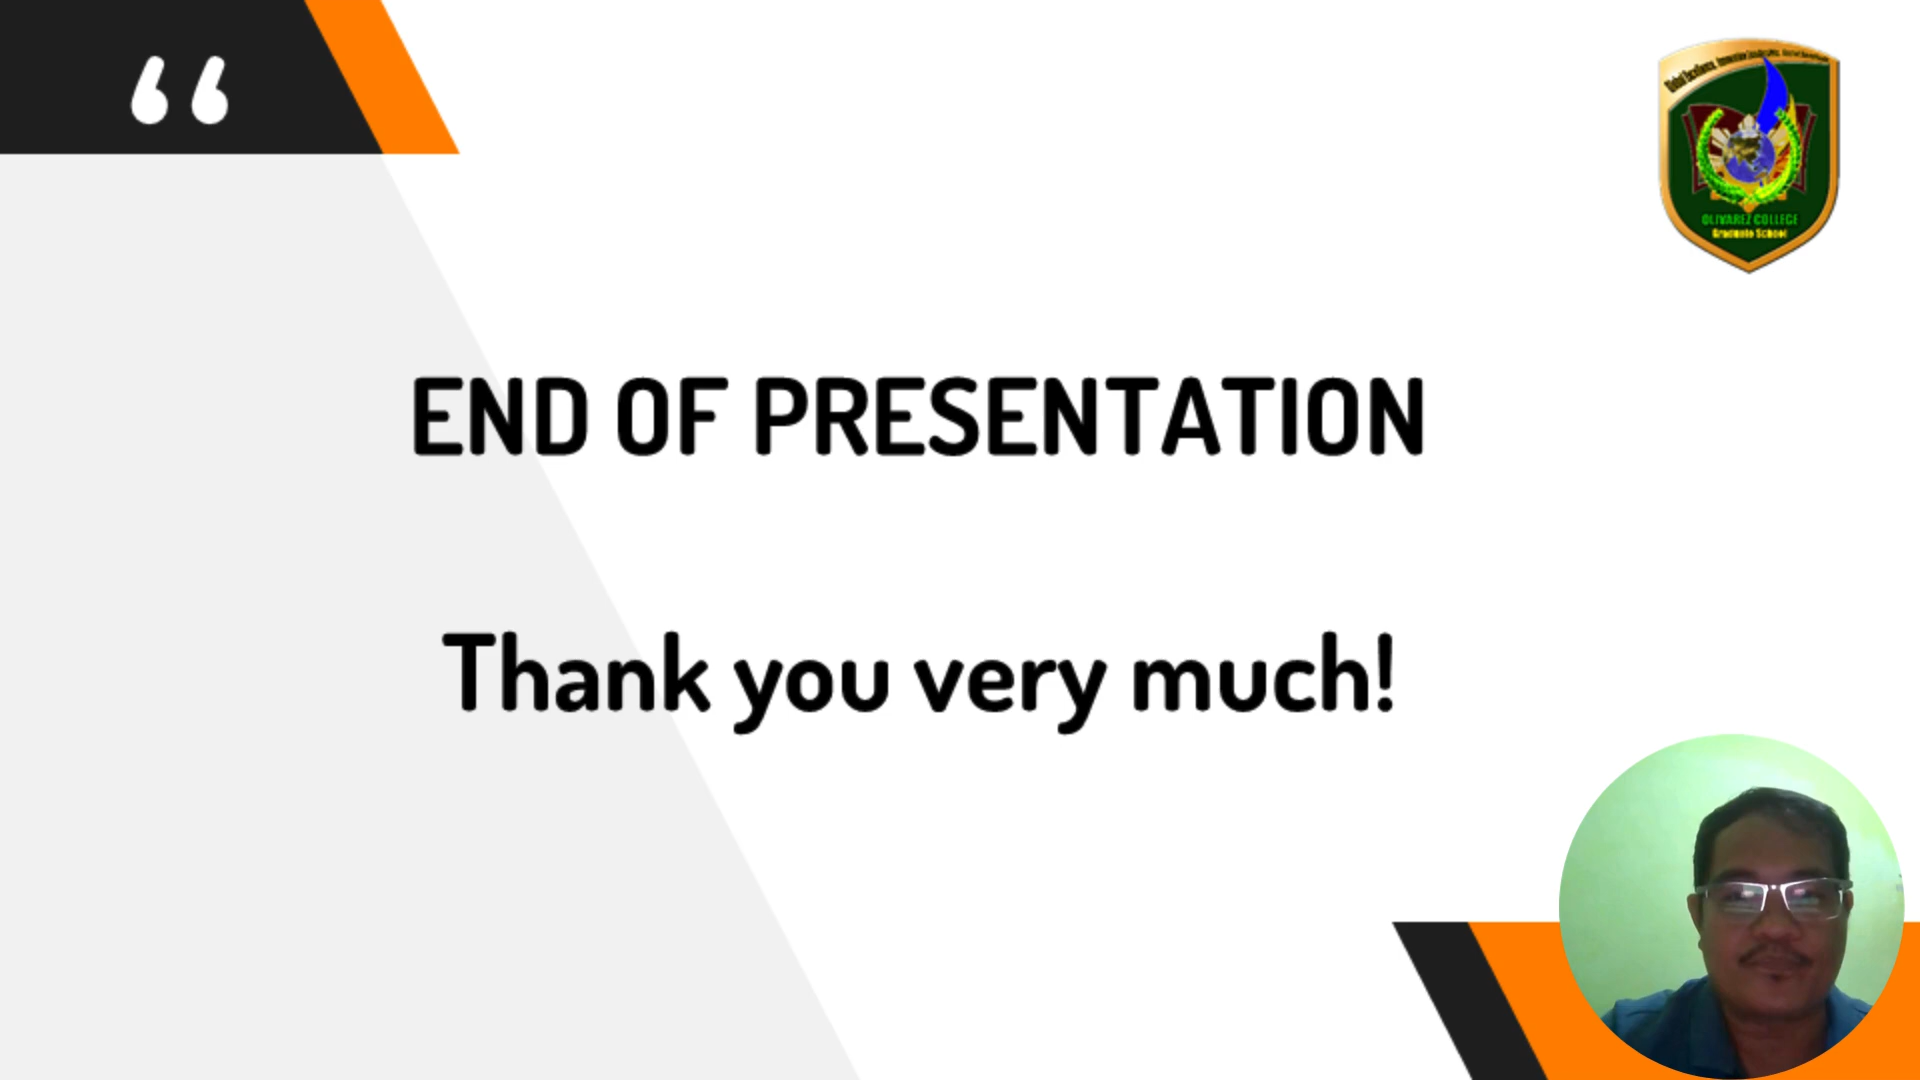 “
END OF PRESENTATION
Thank you very much!
OLIVAREZ COLLEGE
Graduate School